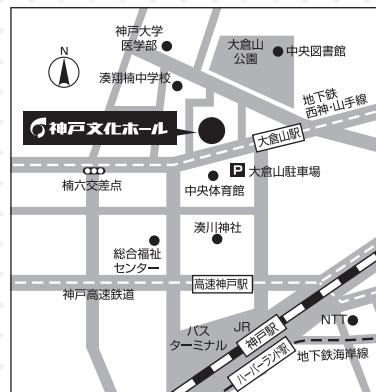 神戸大学
医学部
大倉山
公園
中央図書館
N
湊翔楠中学校
地下鉄
西神・山手線
神戸文化ホール
大倉山駅
P 大倉山駐車場
楠六交差点
中央体育館
湊川神社
総合福祉
センター
高速神戸駅
神戸高速鉄道
バス
ターミナル
JR
神戸駅
NTT
ハーバーランド駅
地下鉄海岸線